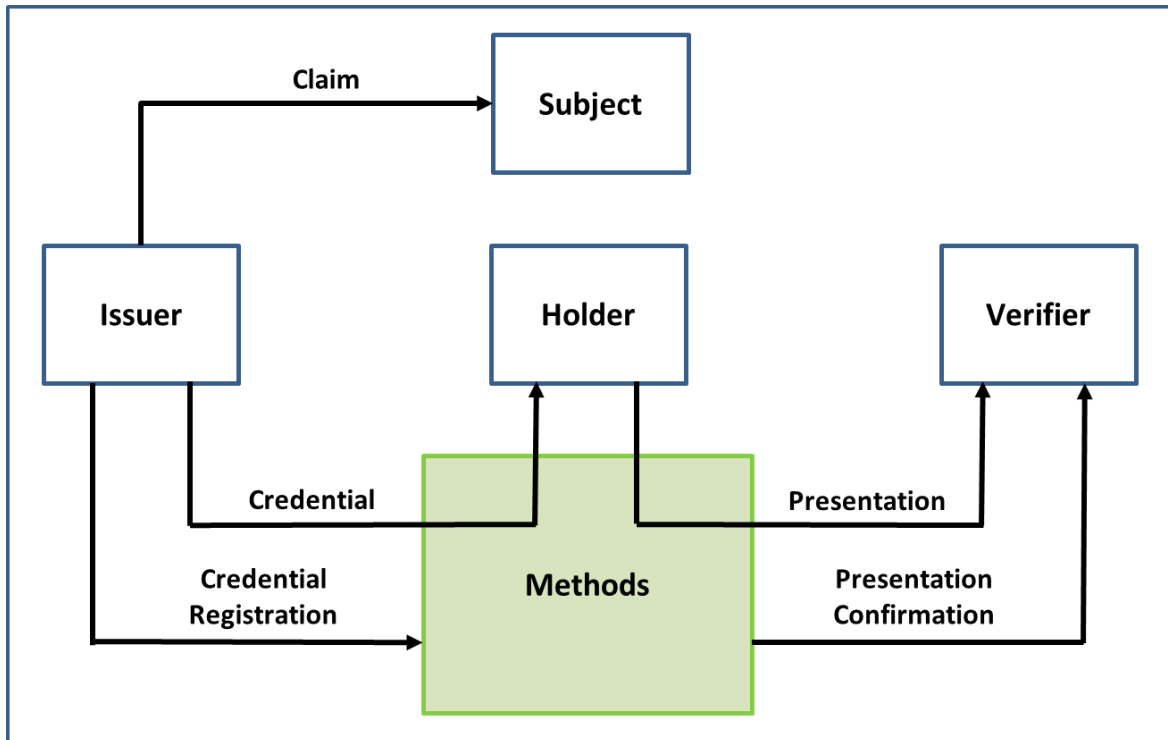 Claim
Subject
Issuer
Holder
Verifier
Credential
Presentation
Credential
Registration
Methods
Presentation
Confirmation